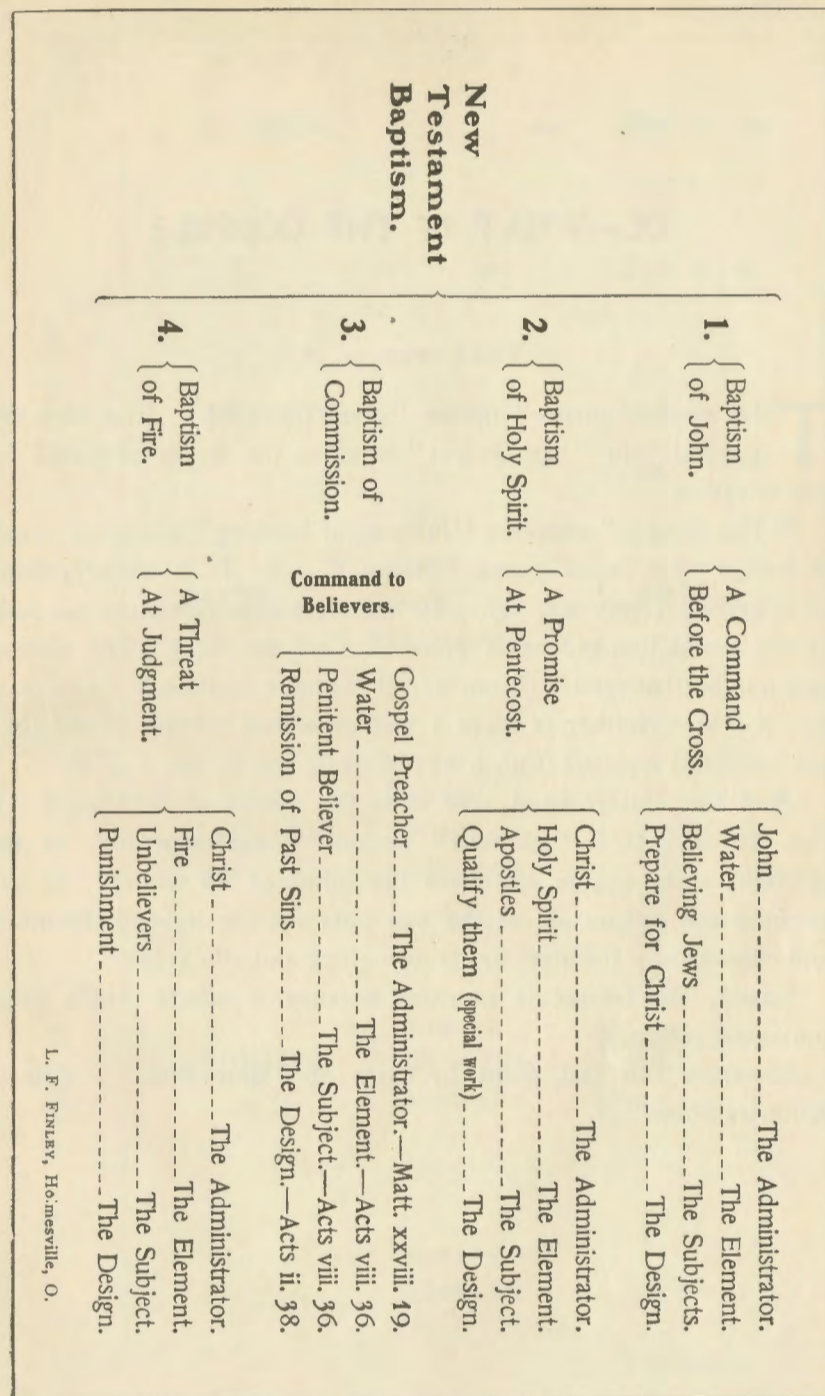 New
Testament
Baptism.
1.
Baptism
of John.
A Command
Before the Cross.
John------------------The Administrator.
Water---------------------The Element.
Believing Jews----------------The Subjects.
Prepare for Christ-------------The Design.
2.
Baptism
of Holy Spirit.
A Promise
At Pentecost.
Christ-------------------The Administrator.
Holy Spirit-------------------The Element.
Apostles---------------------The Subject.
Qualify them (special work)------The Design.
3.
Baptism of
Commission.
Command to
Believers.
Gospel Preacher------The Administrator.—Matt. xxviii. 19.
Water-----------------The Element.—Acts viii. 36.
Penitent Believer-----------The Subject.—Acts viii. 36.
Remission of Past Sins--------The Design.—Acts ii. 38.
4.
Baptism
of Fire.
A Threat
At Judgment.
Christ-------------------The Administrator.
Fire------------------------The Element.
Unbelievers------------------The Subject.
Punishment-------------------The Design.
L. F. FINLEY, Holmesville, O.